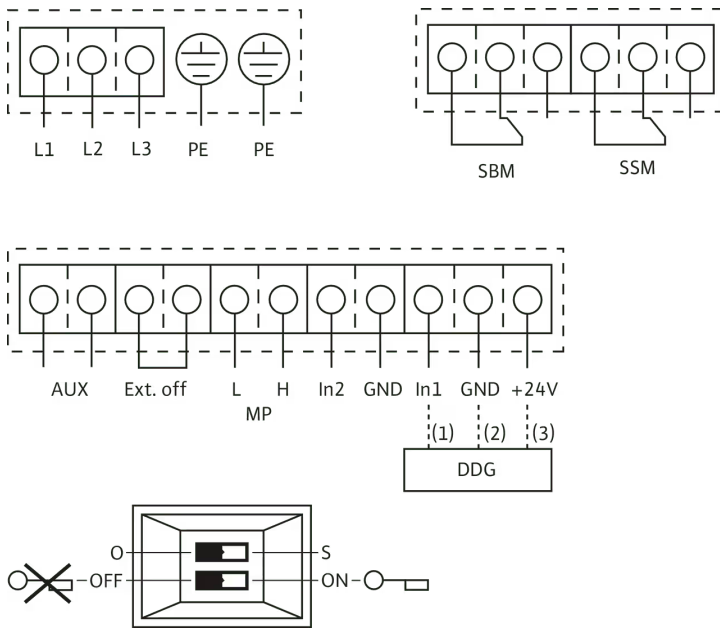 L1 L2 L3 PE PE
SBM SSM
AUX Ext. off L H In2 GND In1 GND +24V
MP
(1) (2) (3)
DDG
O S
OFF ON